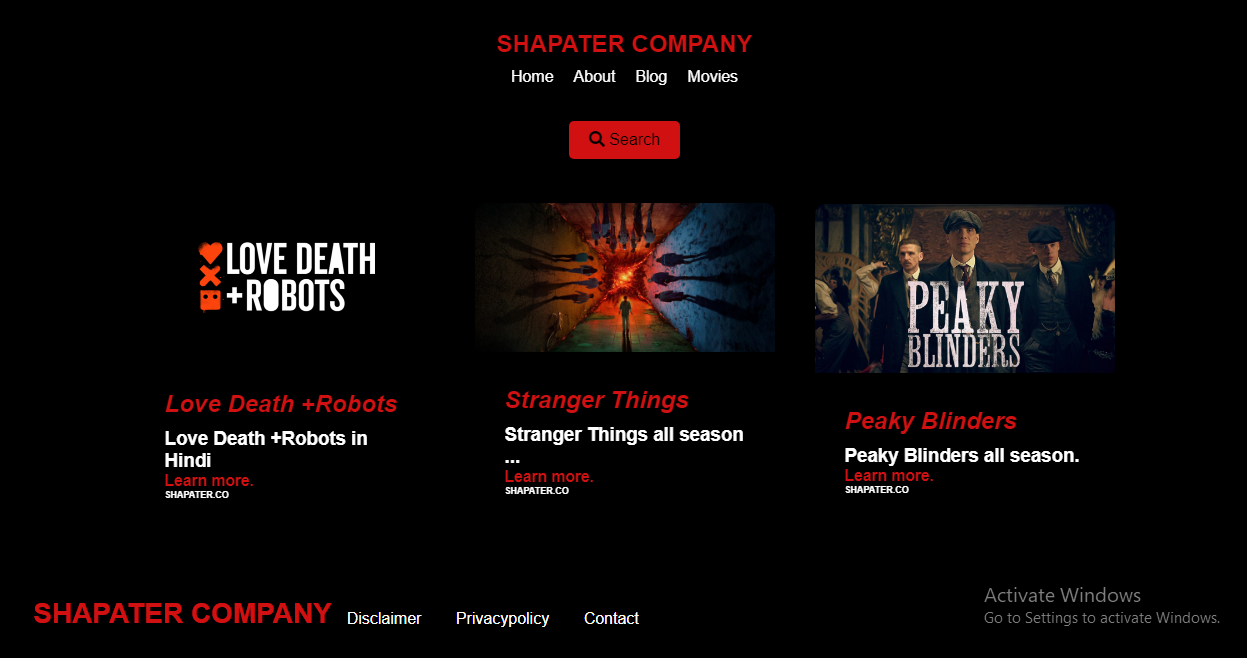 SHAPATER COMPANY
Home About Blog Movies
Search
LOVE DEATH
+ROBOTS
Love Death +Robots
Love Death +Robots in
Hindi
Learn more.
SHAPATER.CO
Stranger Things
Stranger Things all season
...
Learn more.
SHAPATER.CO
PEAKY
BLINDERS
Peaky Blinders
Peaky Blinders all season.
Learn more.
SHAPATER.CO
SHAPATER COMPANY Disclaimer Privacypolicy Contact
Activate Windows
Go to Settings to activate Windows.